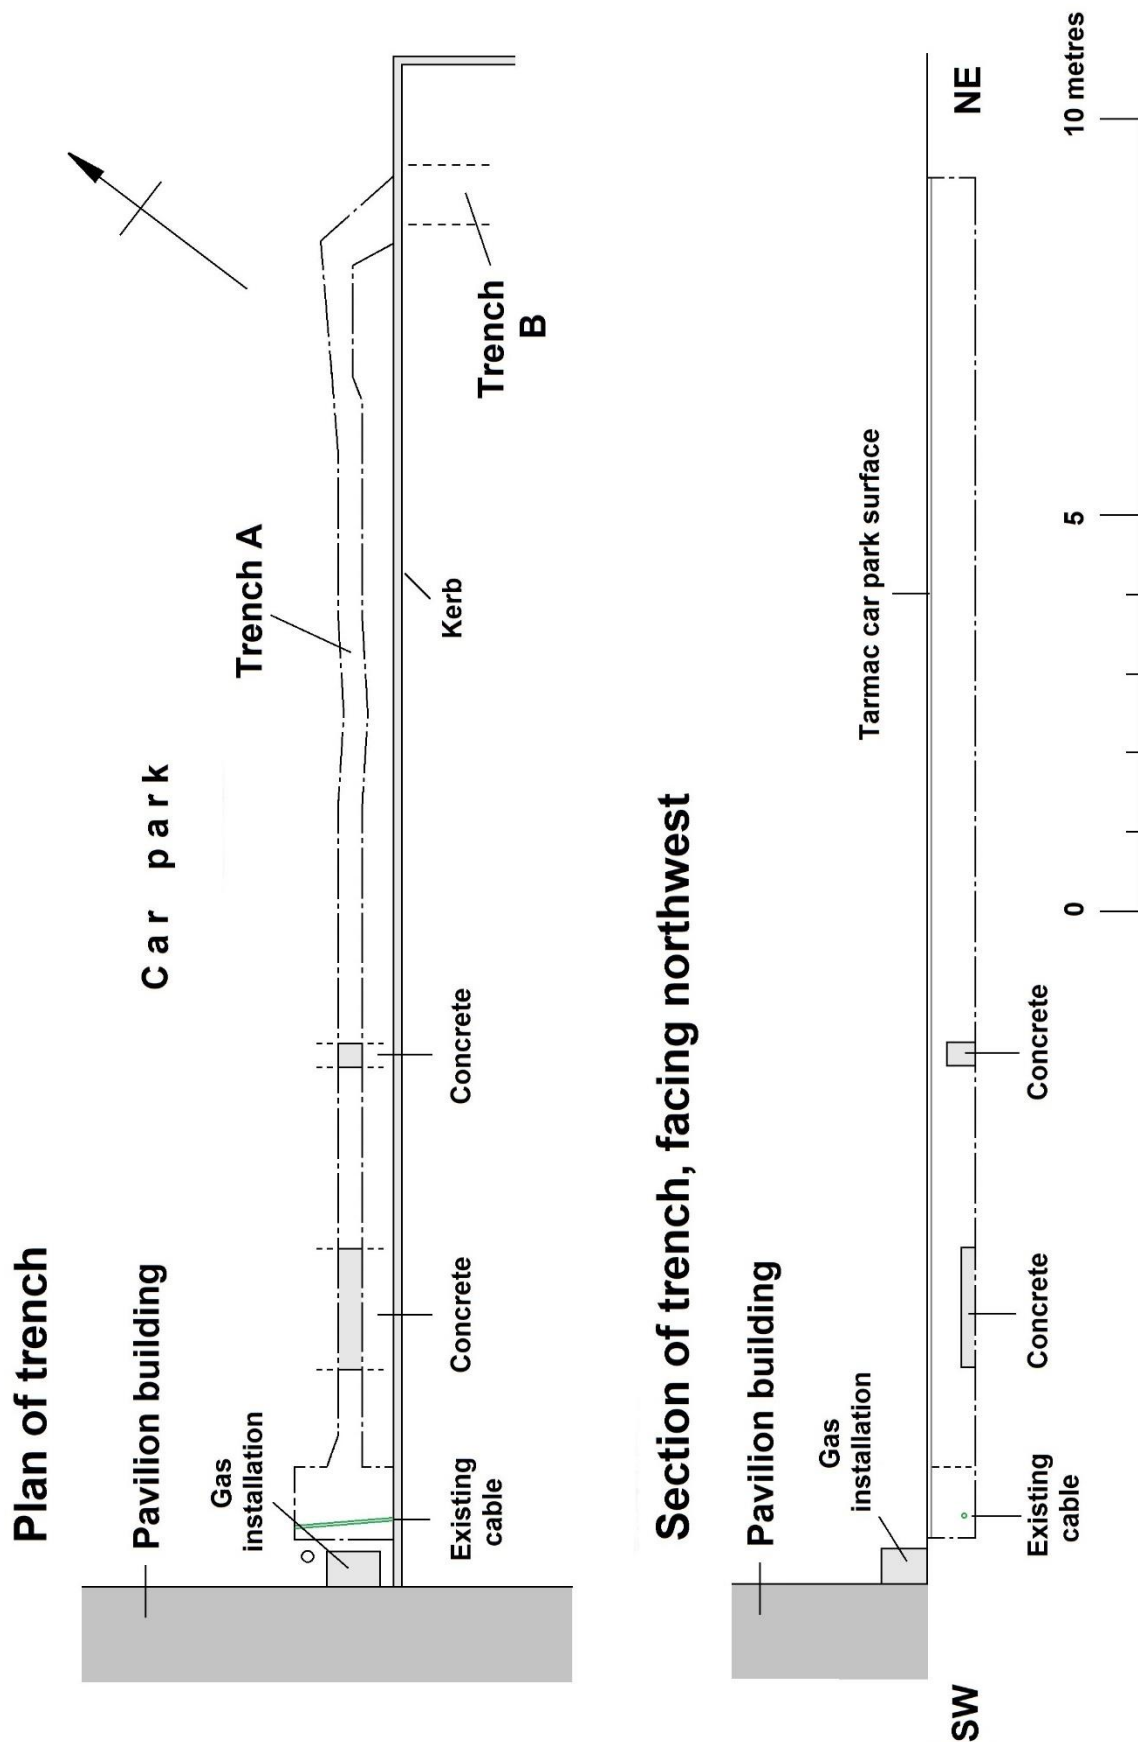 Plan of trench
Pavilion building
Car park
Gas
installation
Trench A
Existing
cable
Concrete
Concrete
Kerb
Trench
B
Section of trench, facing northwest
Pavilion building
Gas
installation
Tarmac car park surface
SW
NE
Existing
cable
Concrete
Concrete
0
5
10 metres